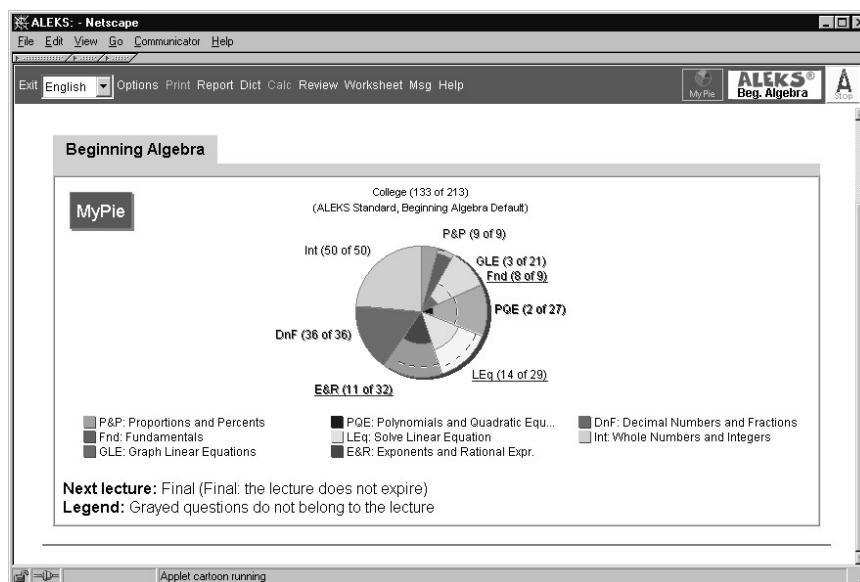 ALEKS: - Netscape
File Edit View Go Communicator Help
Exit English Options Print Report Dict Calc Review Worksheet Msg Help
MyPie
ALEKS®
Beg. Algebra
A
Stop
Beginning Algebra
MyPie
College (133 of 213)
(ALEKS Standard, Beginning Algebra Default)
P&P (9 of 9)
Int (50 of 50)
GLE (3 of 21)
Fnd (8 of 9)
PQE (2 of 27)
DnF (36 of 36)
LEq (14 of 29)
E&R (11 of 32)
P&P: Proportions and Percents
PQE: Polynomials and Quadratic Equ...
DnF: Decimal Numbers and Fractions
Fnd: Fundamentals
LEq: Solve Linear Equation
Int: Whole Numbers and Integers
GLE: Graph Linear Equations
E&R: Exponents and Rational Expr.
Next lecture: Final (Final: the lecture does not expire)
Legend: Grayed questions do not belong to the lecture
Applet cartoon running